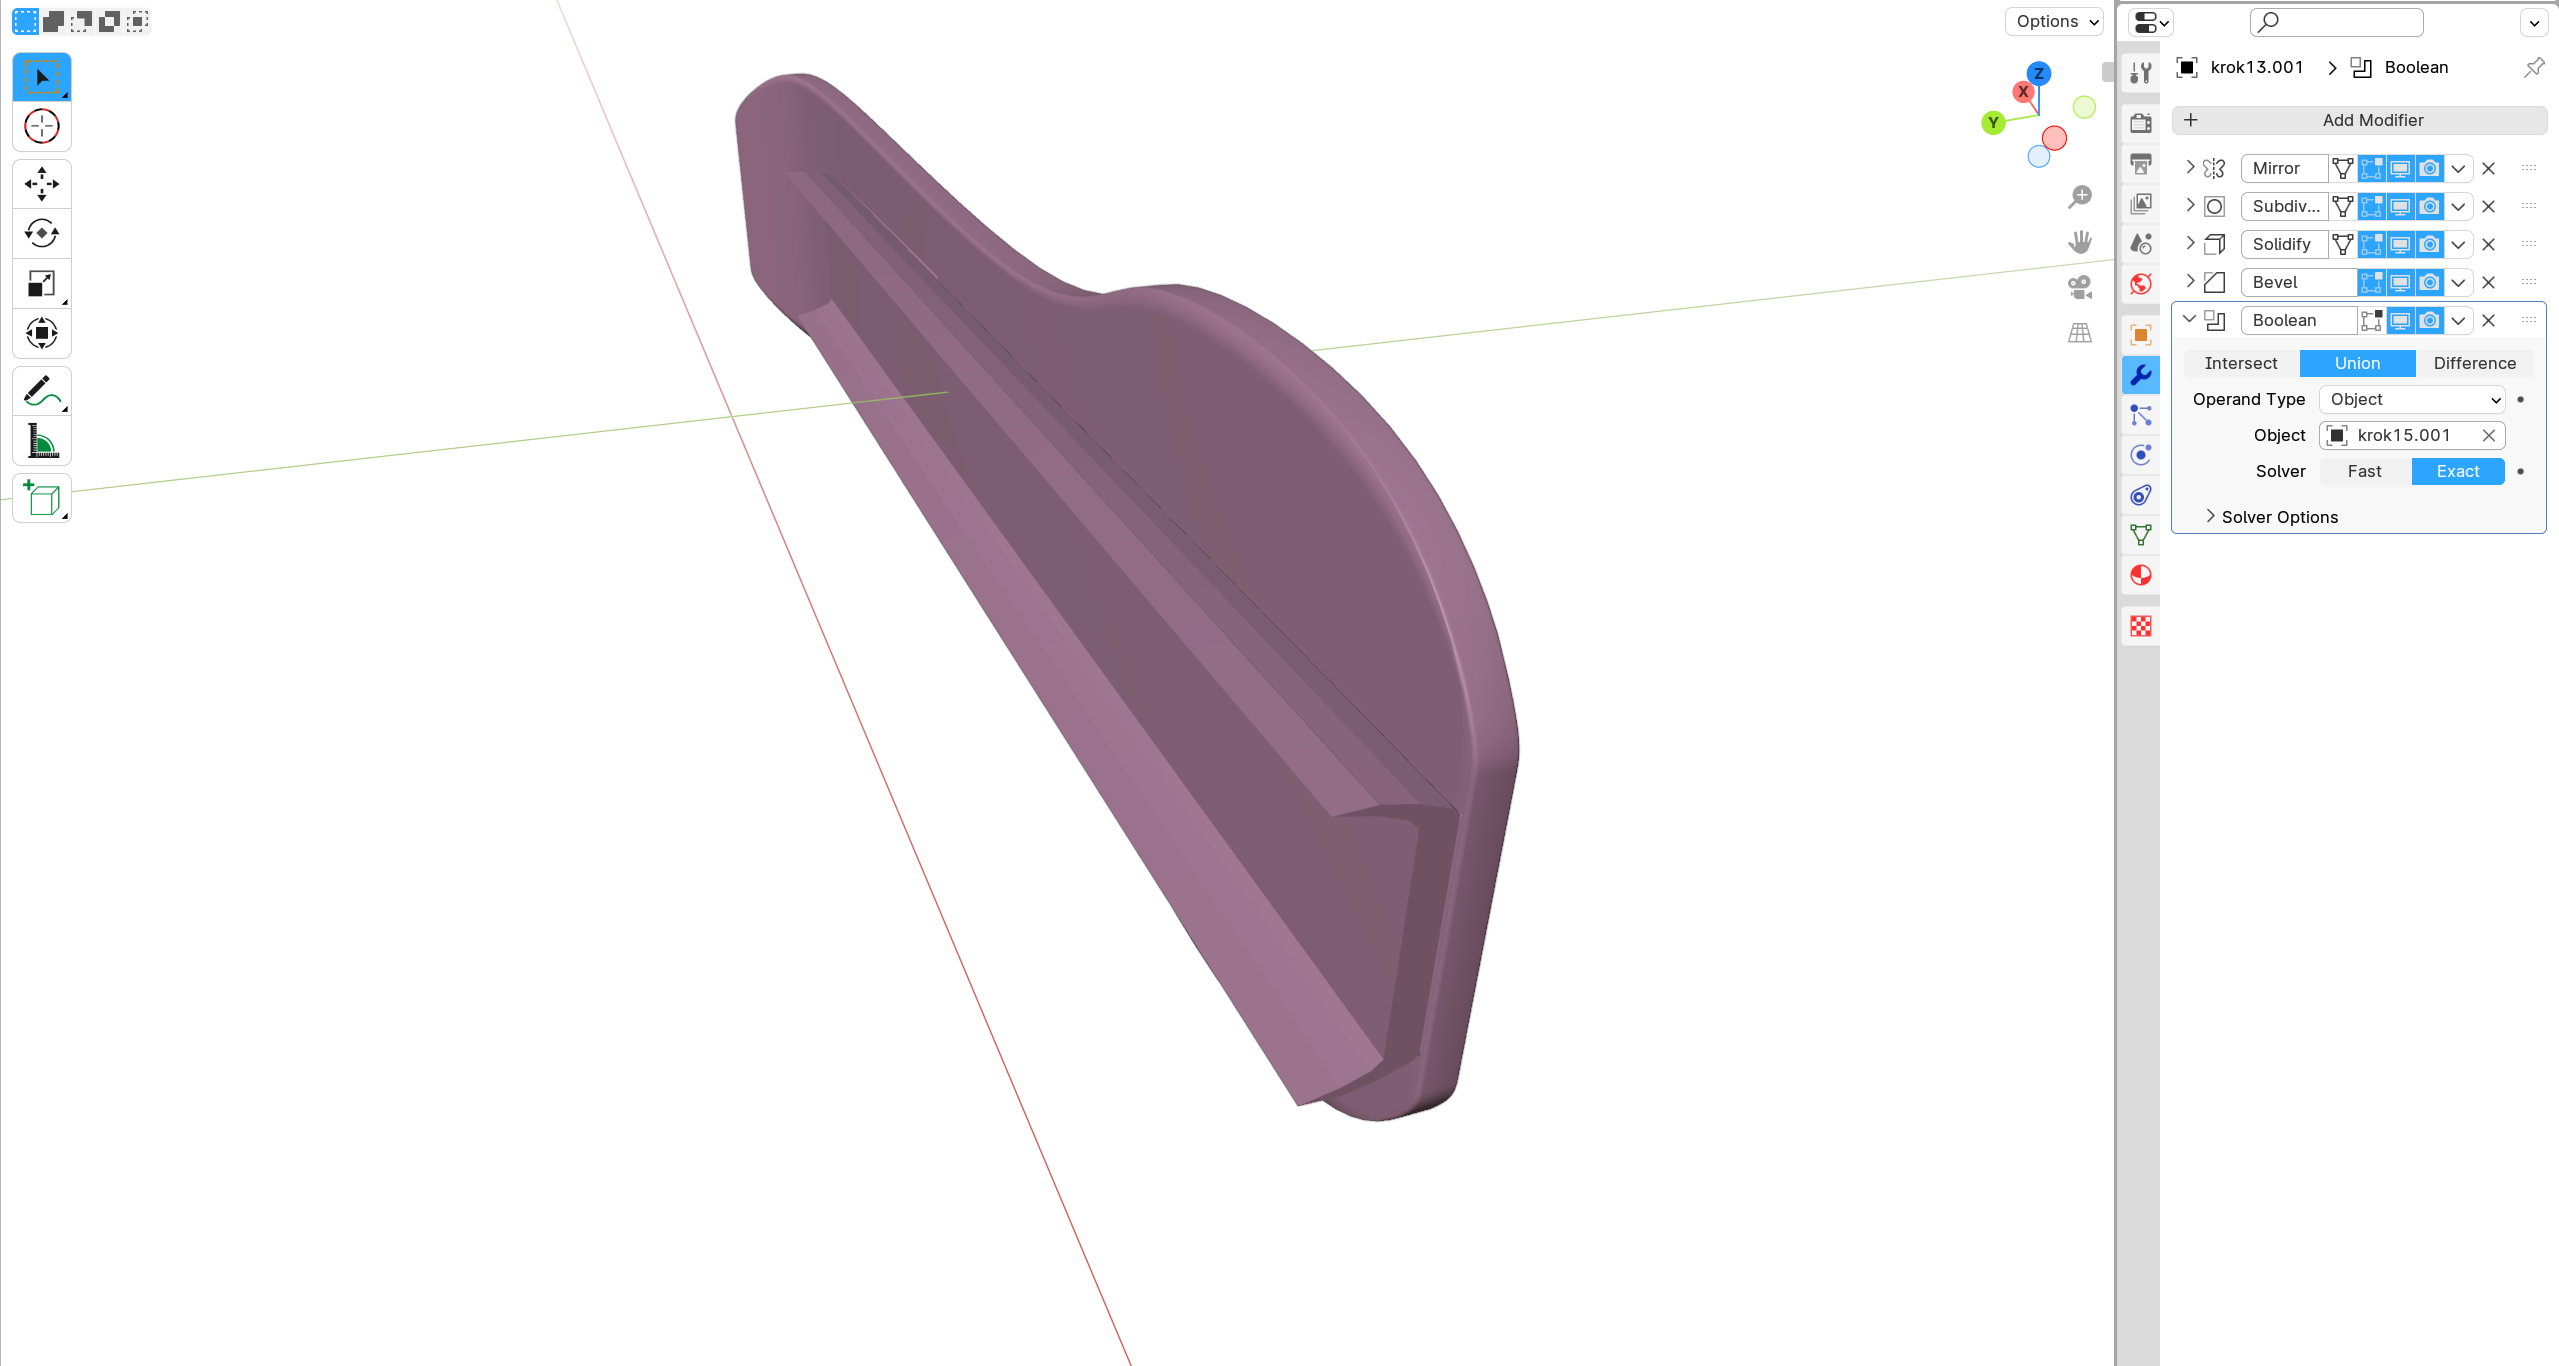 Options
Z
X
Y
krok13.001 > Boolean
+ Add Modifier
Mirror
Subdiv...
Solidify
Bevel
Boolean
Intersect Union Difference
Operand Type Object
Object krok15.001
Solver Fast Exact
Solver Options